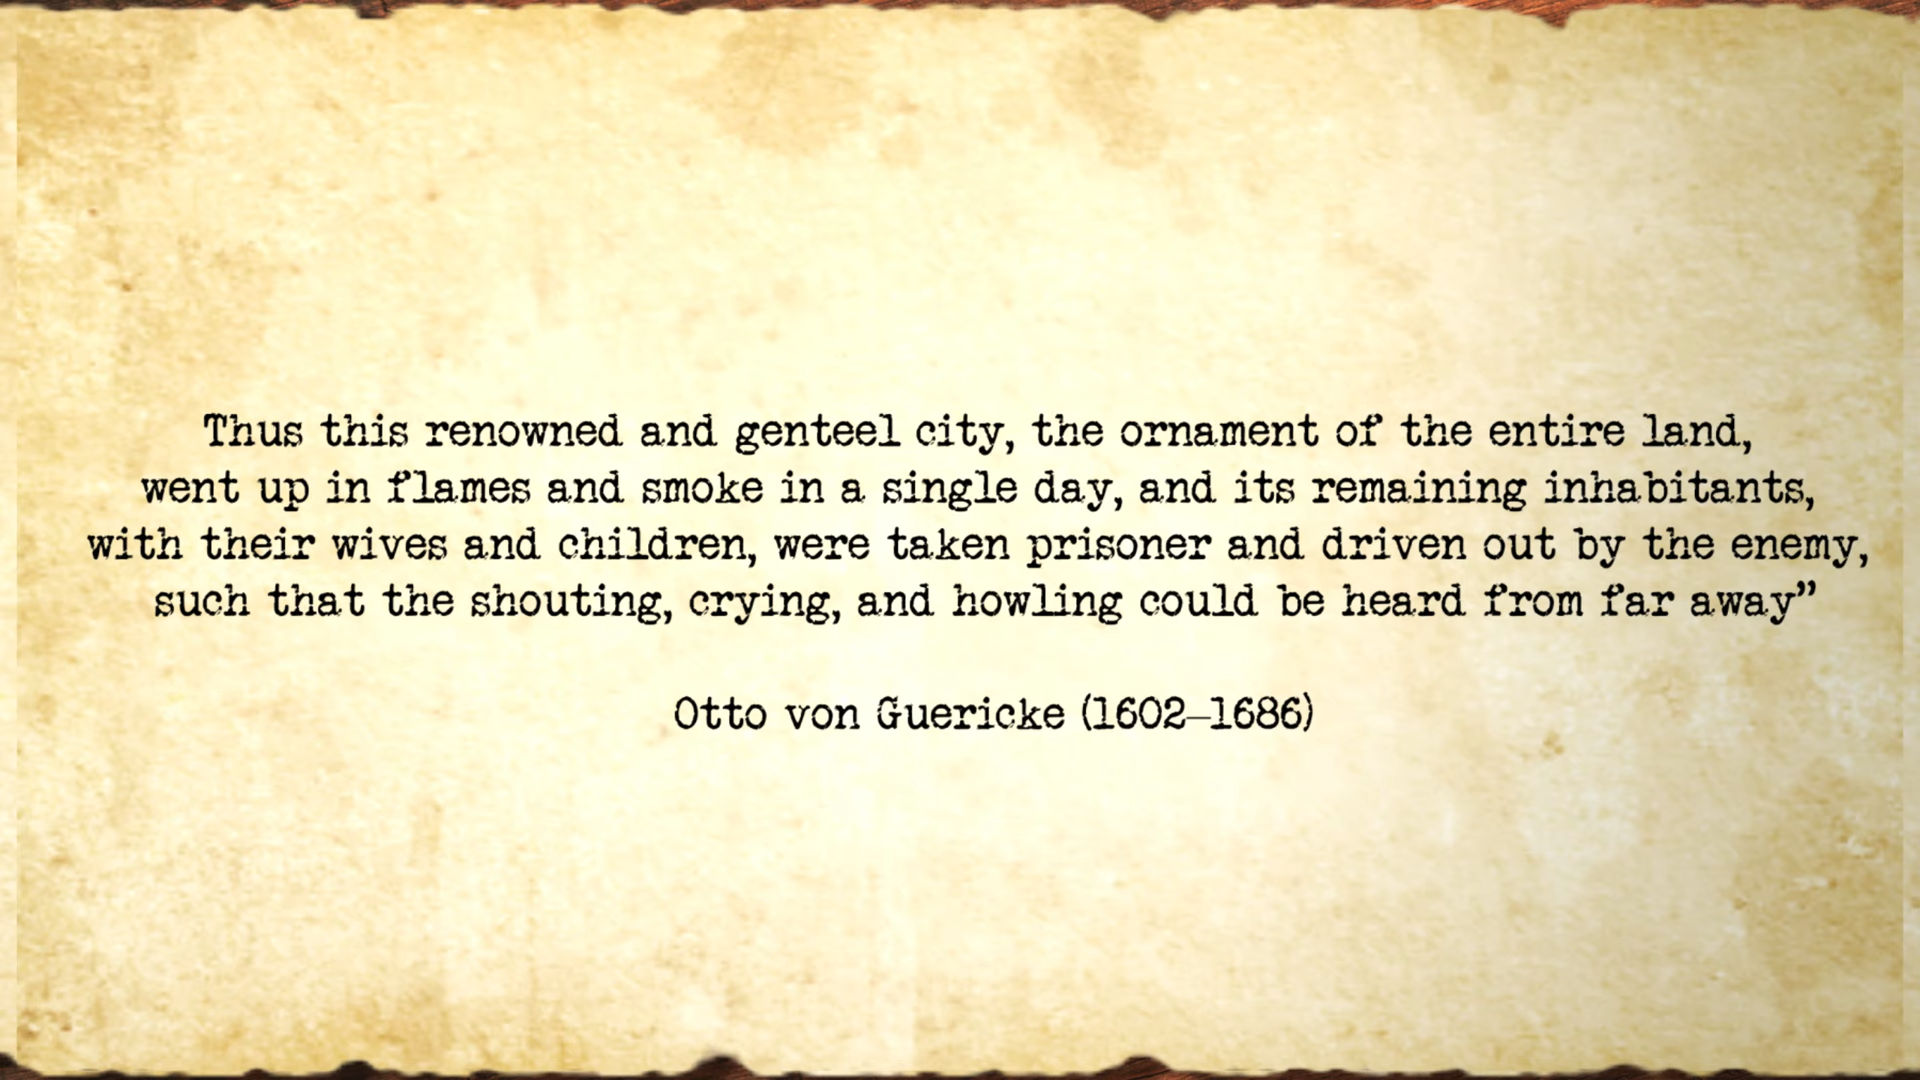 Thus this renowned and genteel city, the ornament of the entire land,
went up in flames and smoke in a single day, and its remaining inhabitants,
with their wives and children, were taken prisoner and driven out by the enemy,
such that the shouting, crying, and howling could be heard from far away”
Otto von Guericke (1602–1686)